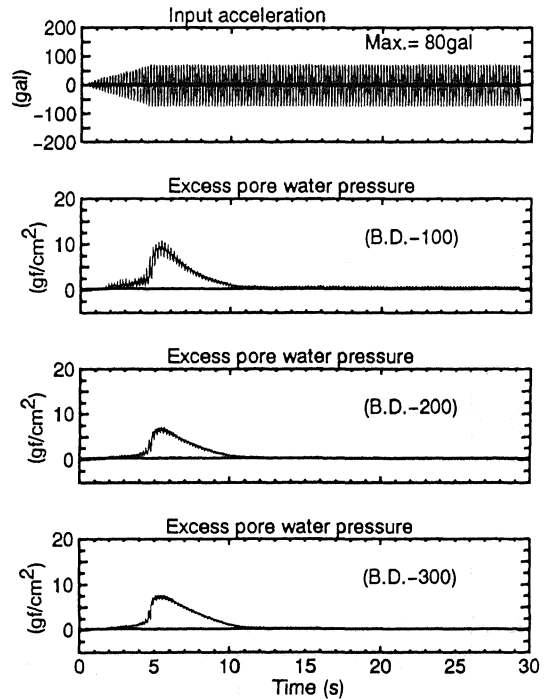 Input acceleration
200
100
0
−100
−200
(gal)
Max.= 80gal
Excess pore water pressure
20
10
0
(gf/cm2)
(B.D.−100)
Excess pore water pressure
20
10
0
(gf/cm2)
(B.D.−200)
Excess pore water pressure
20
10
0
(gf/cm2)
(B.D.−300)
0 5 10 15 20 25 30
Time (s)